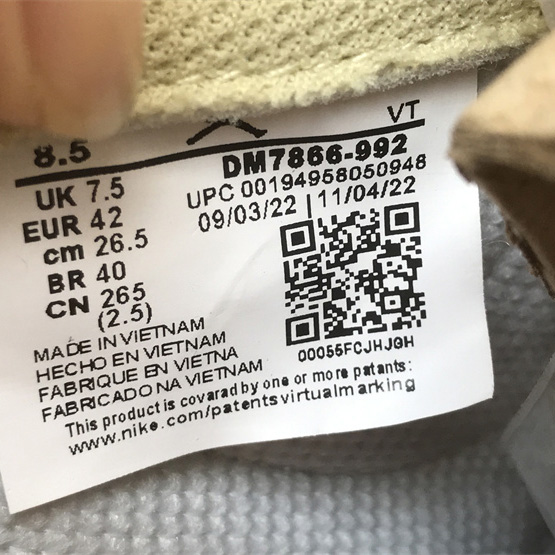 VT
8.5
UK 7.5
EUR 42
cm 26.5
BR 40
CN 265
(2.5)
DM7866-992
UPC 00194958050948
09/03/22 | 11/04/22
00055FCJHJGH
MADE IN VIETNAM
HECHO EN VIETNAM
FABRIQUE EN VIETNA
FABRICADO NA VIETNAM
This product is covarad by one or more patants:
www.nike.com/patentsvirtualmarking